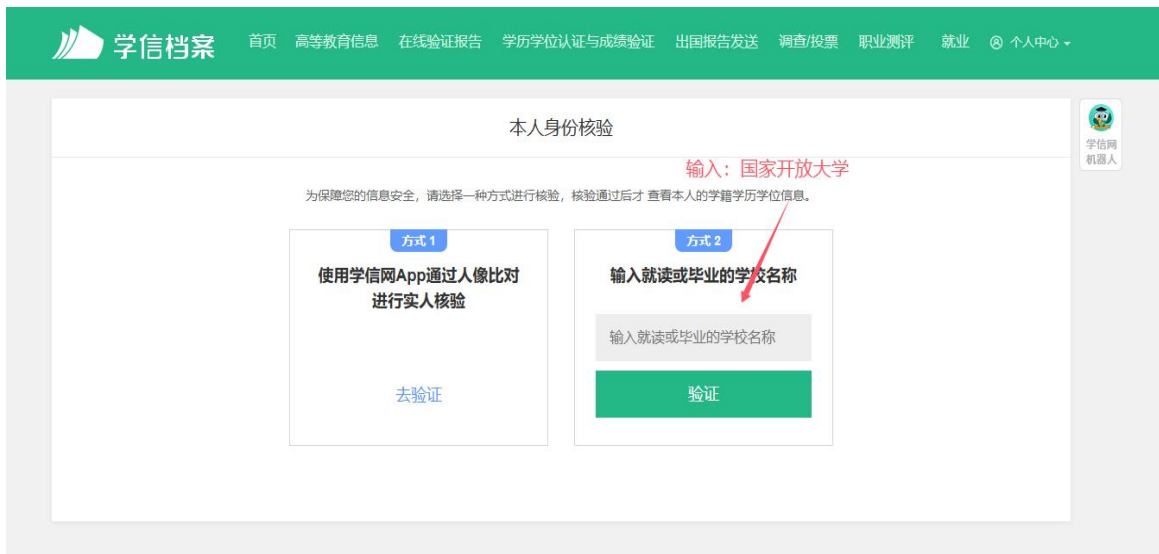 学信档案 首页 高等教育信息 在线验证报告 学历学位认证与成绩验证 出国报告发送 调查/投票 职业测评 就业 个人中心
本人身份核验
学信网
机器人
输入：国家开放大学
为保障您的信息安全，请选择一种方式进行核验，核验通过后才 查看本人的学籍学历学位信息。
方式 1
使用学信网App通过人像比对
进行实人核验
去验证
方式 2
输入就读或毕业的学校名称
输入就读或毕业的学校名称
验证